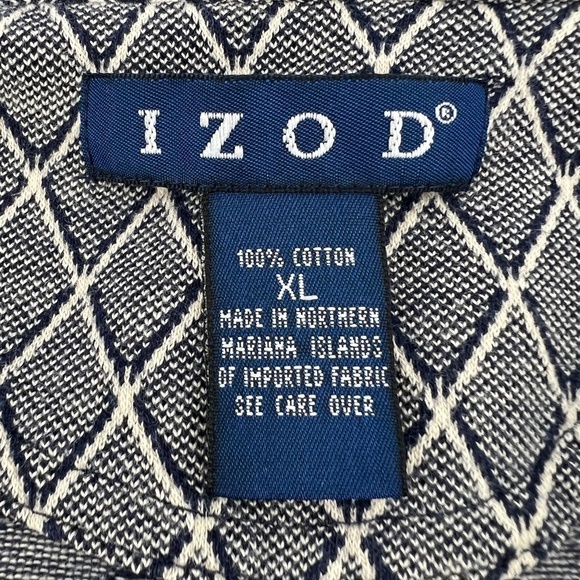 IZOD®
100% COTTON
XL
MADE IN NORTHERN
MARIANA ISLANDS
OF IMPORTED FABRIC
SEE CARE OVER